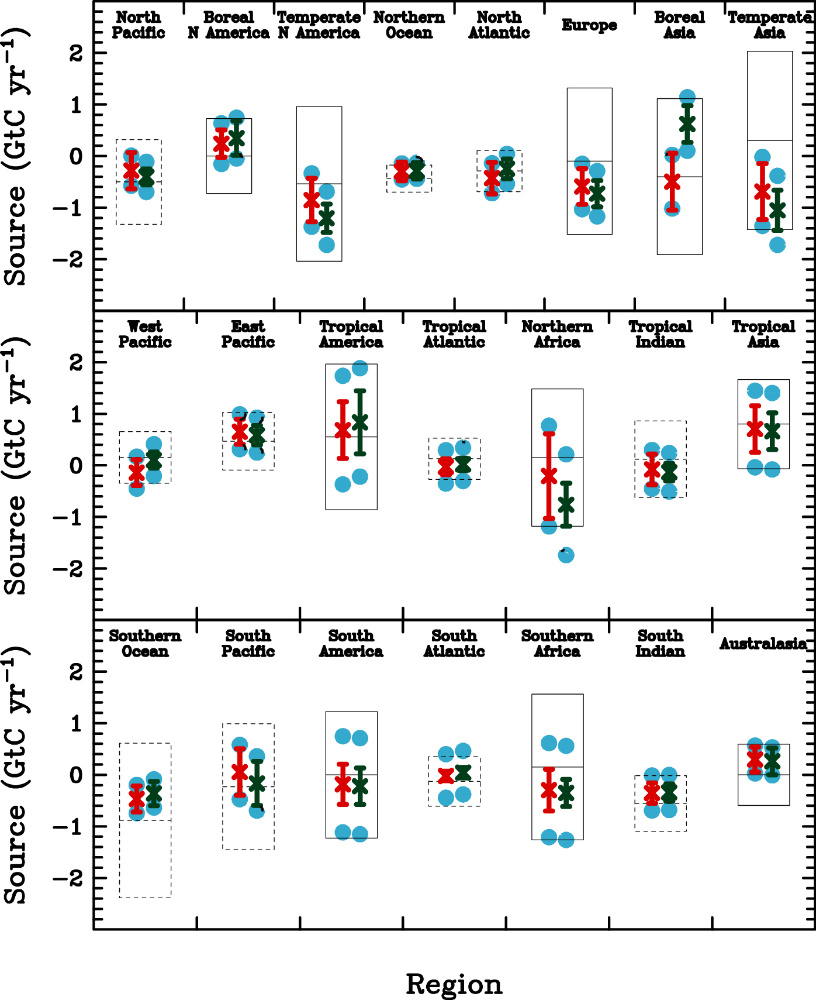 North Pacific
Boreal N America
Temperate N America
Northern Ocean
North Atlantic
Europe
Boreal Asia
Temperate Asia
Source (GtC yr−1)
2
1
0
−1
−2
West Pacific
East Pacific
Tropical America
Tropical Atlantic
Northern Africa
Tropical Indian
Tropical Asia
Source (GtC yr−1)
2
1
0
−1
−2
Southern Ocean
South Pacific
South America
South Atlantic
Southern Africa
South Indian
Australasia
Source (GtC yr−1)
2
1
0
−1
−2
Region